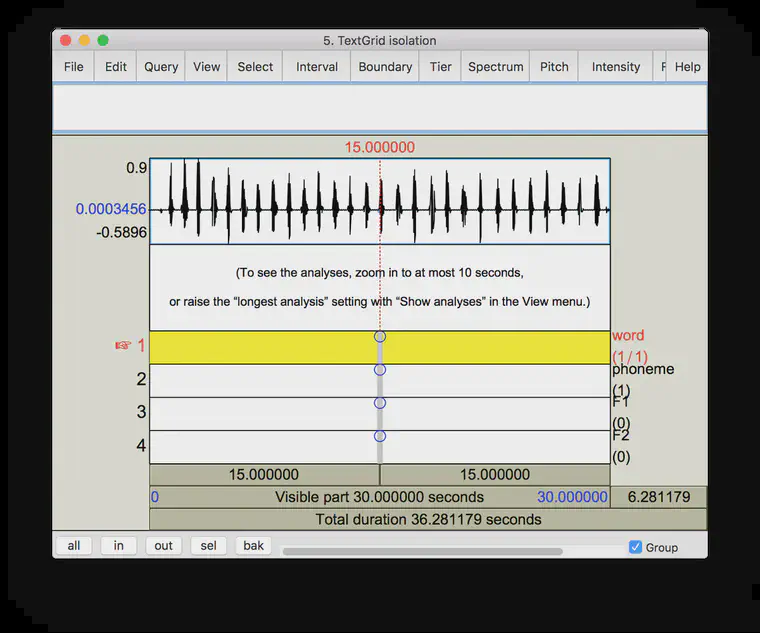 5. TextGrid isolation
File Edit Query View Select Interval Boundary Tier Spectrum Pitch Intensity Help
15.000000
0.9
0.0003456
-0.5896
(To see the analyses, zoom in to at most 10 seconds,
or raise the “longest analysis” setting with “Show analyses” in the View menu.)
☞ 1 word
(1/1)
2 phoneme
(1)
3 F1
(0)
4 F2
(0)
15.000000 15.000000
0 Visible part 30.000000 seconds 30.000000 6.281179
Total duration 36.281179 seconds
all in out sel bak Group